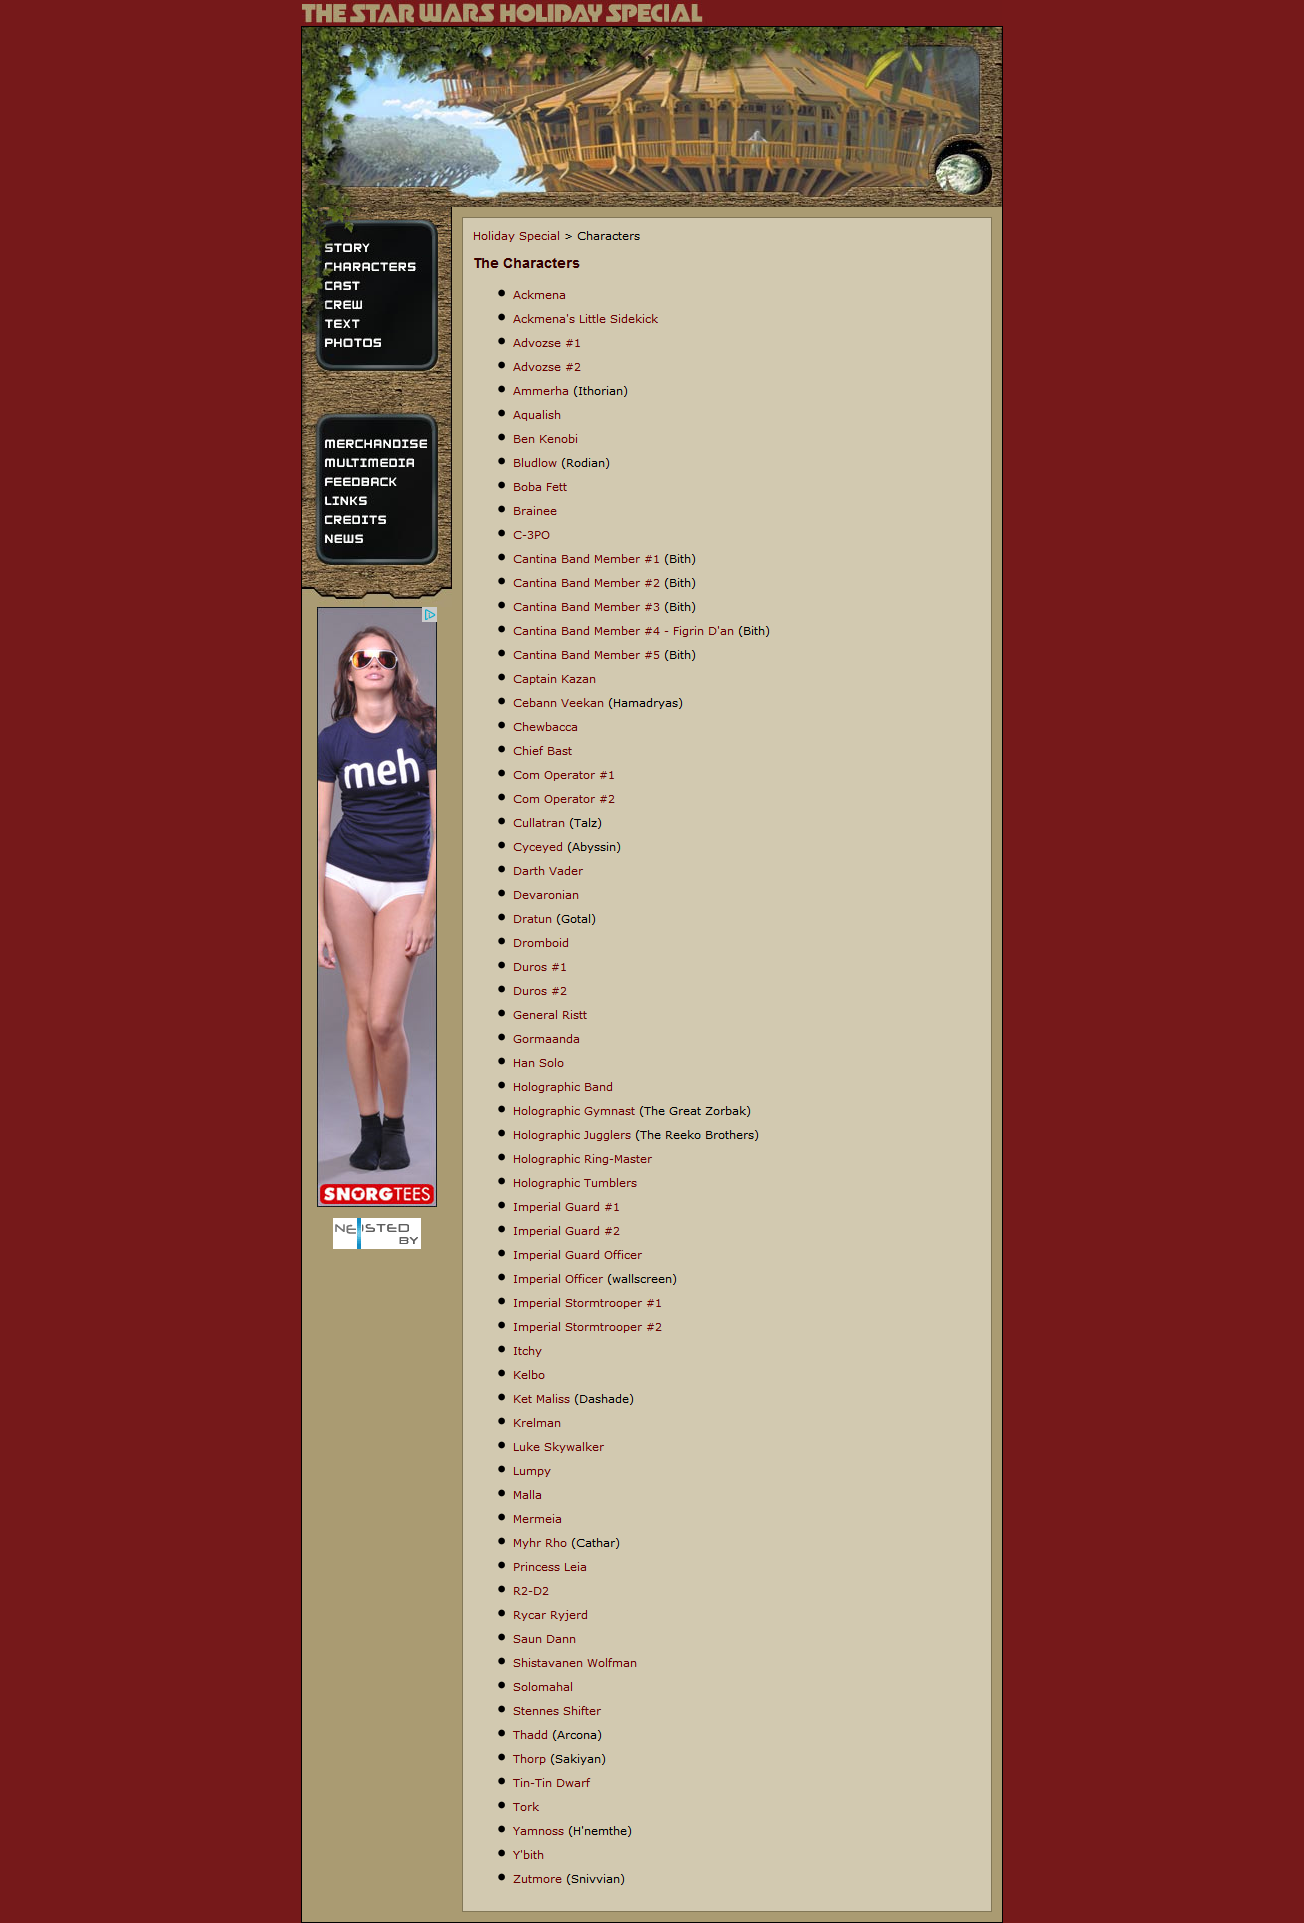 THE STAR WARS HOLIDAY SPECIAL
STORY
CHARACTERS
CAST
CREW
TEXT
PHOTOS
MERCHANDISE
MULTIMEDIA
FEEDBACK
LINKS
CREDITS
NEWS
meh
SNORGTEES
BY
Holiday Special > Characters
The Characters
Ackmena
Ackmena's Little Sidekick
Advozse #1
Advozse #2
Ammerha (Ithorian)
Aqualish
Ben Kenobi
Bludlow (Rodian)
Boba Fett
Brainee
C-3PO
Cantina Band Member #1 (Bith)
Cantina Band Member #2 (Bith)
Cantina Band Member #3 (Bith)
Cantina Band Member #4 - Figrin D'an (Bith)
Cantina Band Member #5 (Bith)
Captain Kazan
Cebann Veekan (Hamadryas)
Chewbacca
Chief Bast
Com Operator #1
Com Operator #2
Cullatran (Talz)
Cyceyed (Abyssin)
Darth Vader
Devaronian
Dratun (Gotal)
Dromboid
Duros #1
Duros #2
General Ristt
Gormaanda
Han Solo
Holographic Band
Holographic Gymnast (The Great Zorbak)
Holographic Jugglers (The Reeko Brothers)
Holographic Ring-Master
Holographic Tumblers
Imperial Guard #1
Imperial Guard #2
Imperial Guard Officer
Imperial Officer (wallscreen)
Imperial Stormtrooper #1
Imperial Stormtrooper #2
Itchy
Kelbo
Ket Maliss (Dashade)
Krelman
Luke Skywalker
Lumpy
Malla
Mermeia
Myhr Rho (Cathar)
Princess Leia
R2-D2
Rycar Ryjerd
Saun Dann
Shistavanen Wolfman
Solomahal
Stennes Shifter
Thadd (Arcona)
Thorp (Sakiyan)
Tin-Tin Dwarf
Tork
Yamnoss (H'nemthe)
Y'bith
Zutmore (Snivvian)